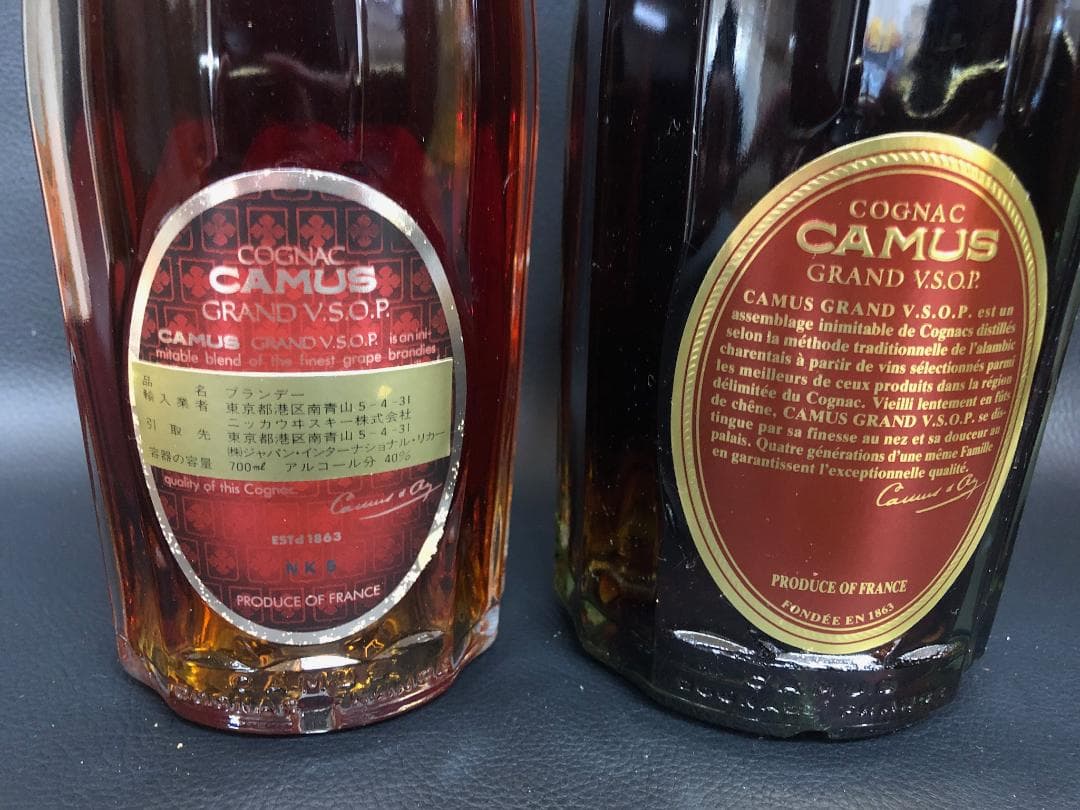 COGNAC
CAMUS
GRAND V.S.O.P.
CAMUS GRAND V.S.O.P. is an ini-
mitable blend of the finest grape brandies
品名 ブランデー
輸入業者 東京都港区南青山5-4-31
ニッカウヰスキー株式会社
引取先 東京都港区南青山5-4-31
㈱ジャパン・インターナショナル・リカー
容器の容量 700ml アルコール分 40%
quality of this Cognac.
Camus & Co
ESTd 1863
NK
PRODUCE OF FRANCE
CAMUS
COGNAC
CAMUS
GRAND V.S.O.P.
CAMUS GRAND V.S.O.P. est un
assemblage inimitable de Cognacs distillés
selon la méthode traditionnelle de l'alambic
charentais à partir de vins sélectionnés parmi
les meilleurs de ceux produits dans la région
délimitée du Cognac. Vieilli lentement en fûts
de chêne, CAMUS GRAND V.S.O.P. se dis-
tingue par sa finesse au nez et sa douceur au
palais. Quatre générations d'une même Famille
en garantissent l'exceptionnelle qualité.
Camus & Co
PRODUCE OF FRANCE
FONDÉE EN 1863
CAMUS